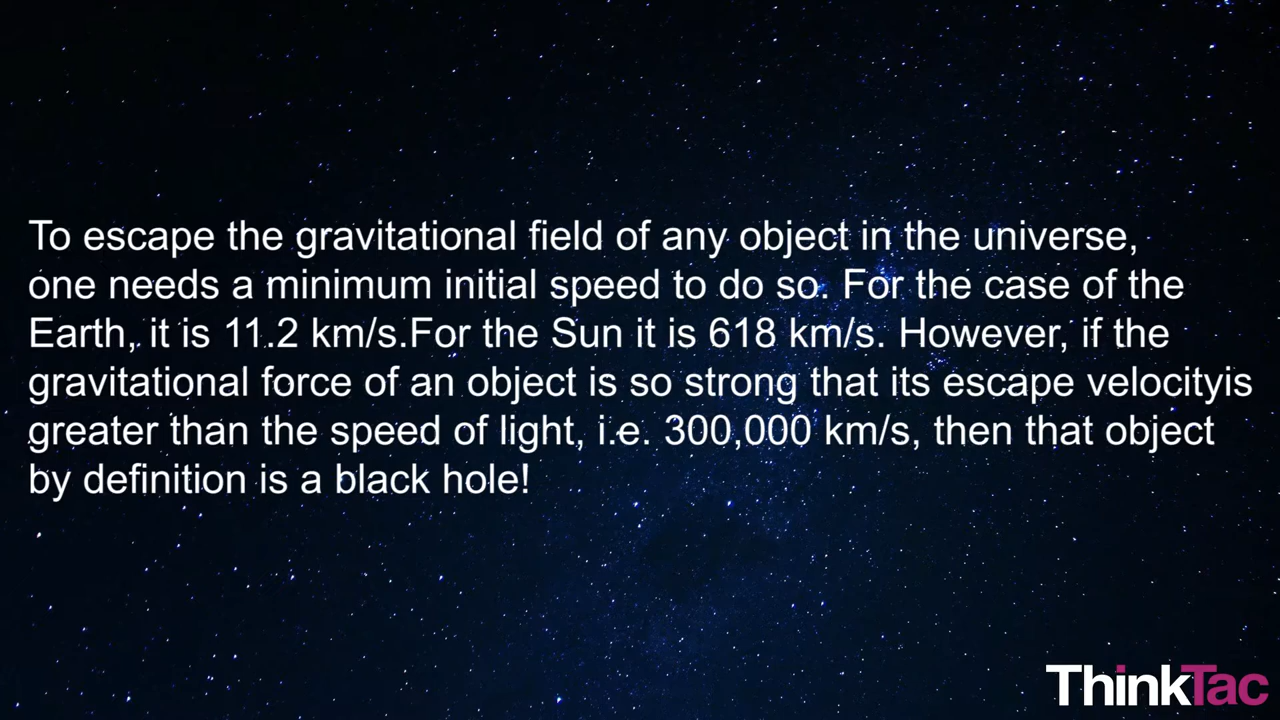 To escape the gravitational field of any object in the universe,
one needs a minimum initial speed to do so. For the case of the
Earth, it is 11.2 km/s.For the Sun it is 618 km/s. However, if the
gravitational force of an object is so strong that its escape velocityis
greater than the speed of light, i.e. 300,000 km/s, then that object
by definition is a black hole!
ThinkTac